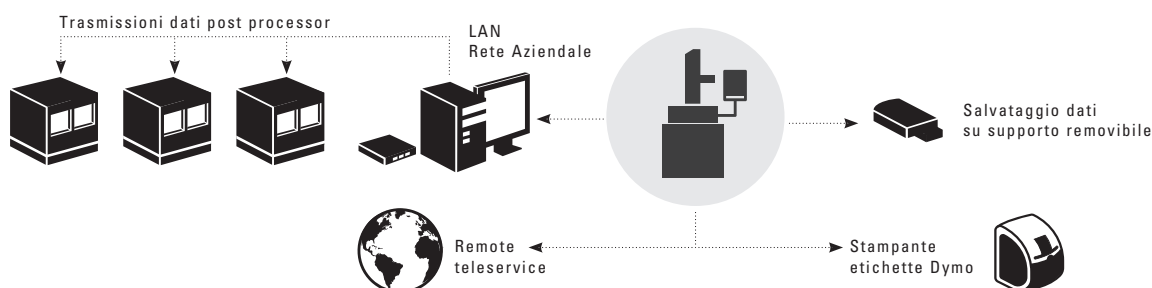 Trasmissioni dati post processor
LAN
Rete Aziendale
Salvataggio dati
su supporto removibile
Remote
teleservice
Stampante
etichette Dymo